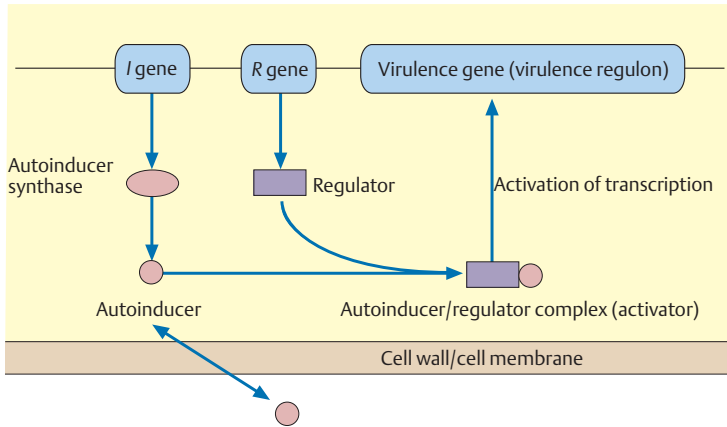 I gene
R gene
Virulence gene (virulence regulon)
Autoinducer
synthase
Regulator
Activation of transcription
Autoinducer
Autoinducer/regulator complex (activator)
Cell wall/cell membrane